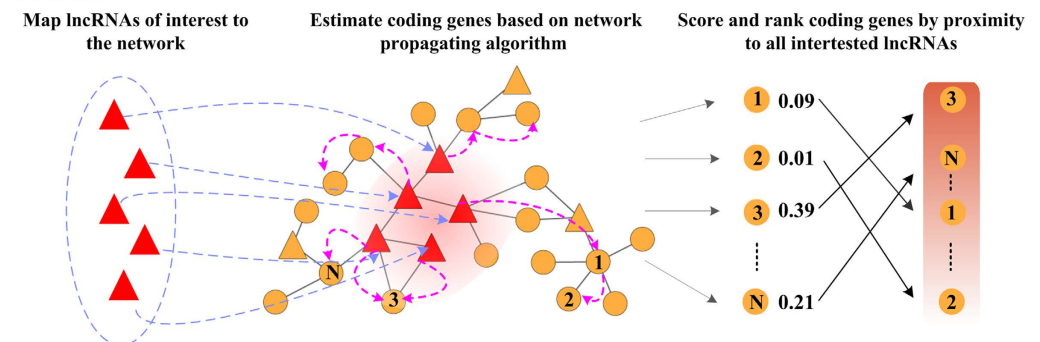 Map lncRNAs of interest to
the network
Estimate coding genes based on network
propagating algorithm
Score and rank coding genes by proximity
to all intertested lncRNAs
N
3
1
2
1 0.09
2 0.01
3 0.39
N 0.21
3
N
1
2